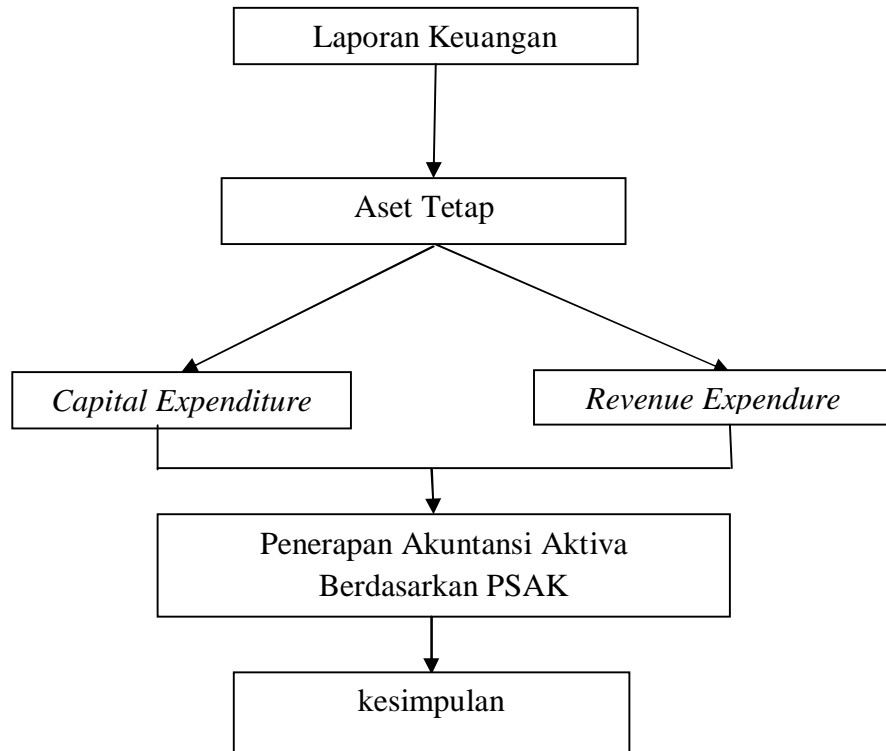 Laporan Keuangan
Aset Tetap
Capital Expenditure
Revenue Expendure
Penerapan Akuntansi Aktiva
Berdasarkan PSAK
kesimpulan